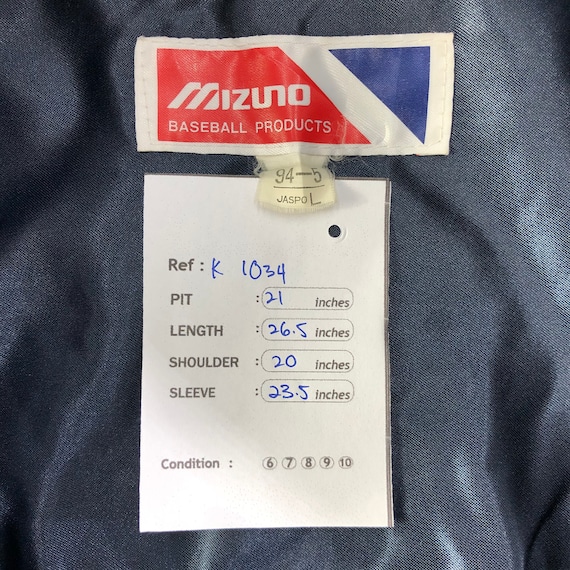 MIZUNO
BASEBALL PRODUCTS
94—5
JASPO L
Ref : K 1034
PIT : 21 inches
LENGTH : 26.5 inches
SHOULDER : 20 inches
SLEEVE : 23.5 inches
Condition : ⑥ ⑦ ⑧ ⑨ ⑩